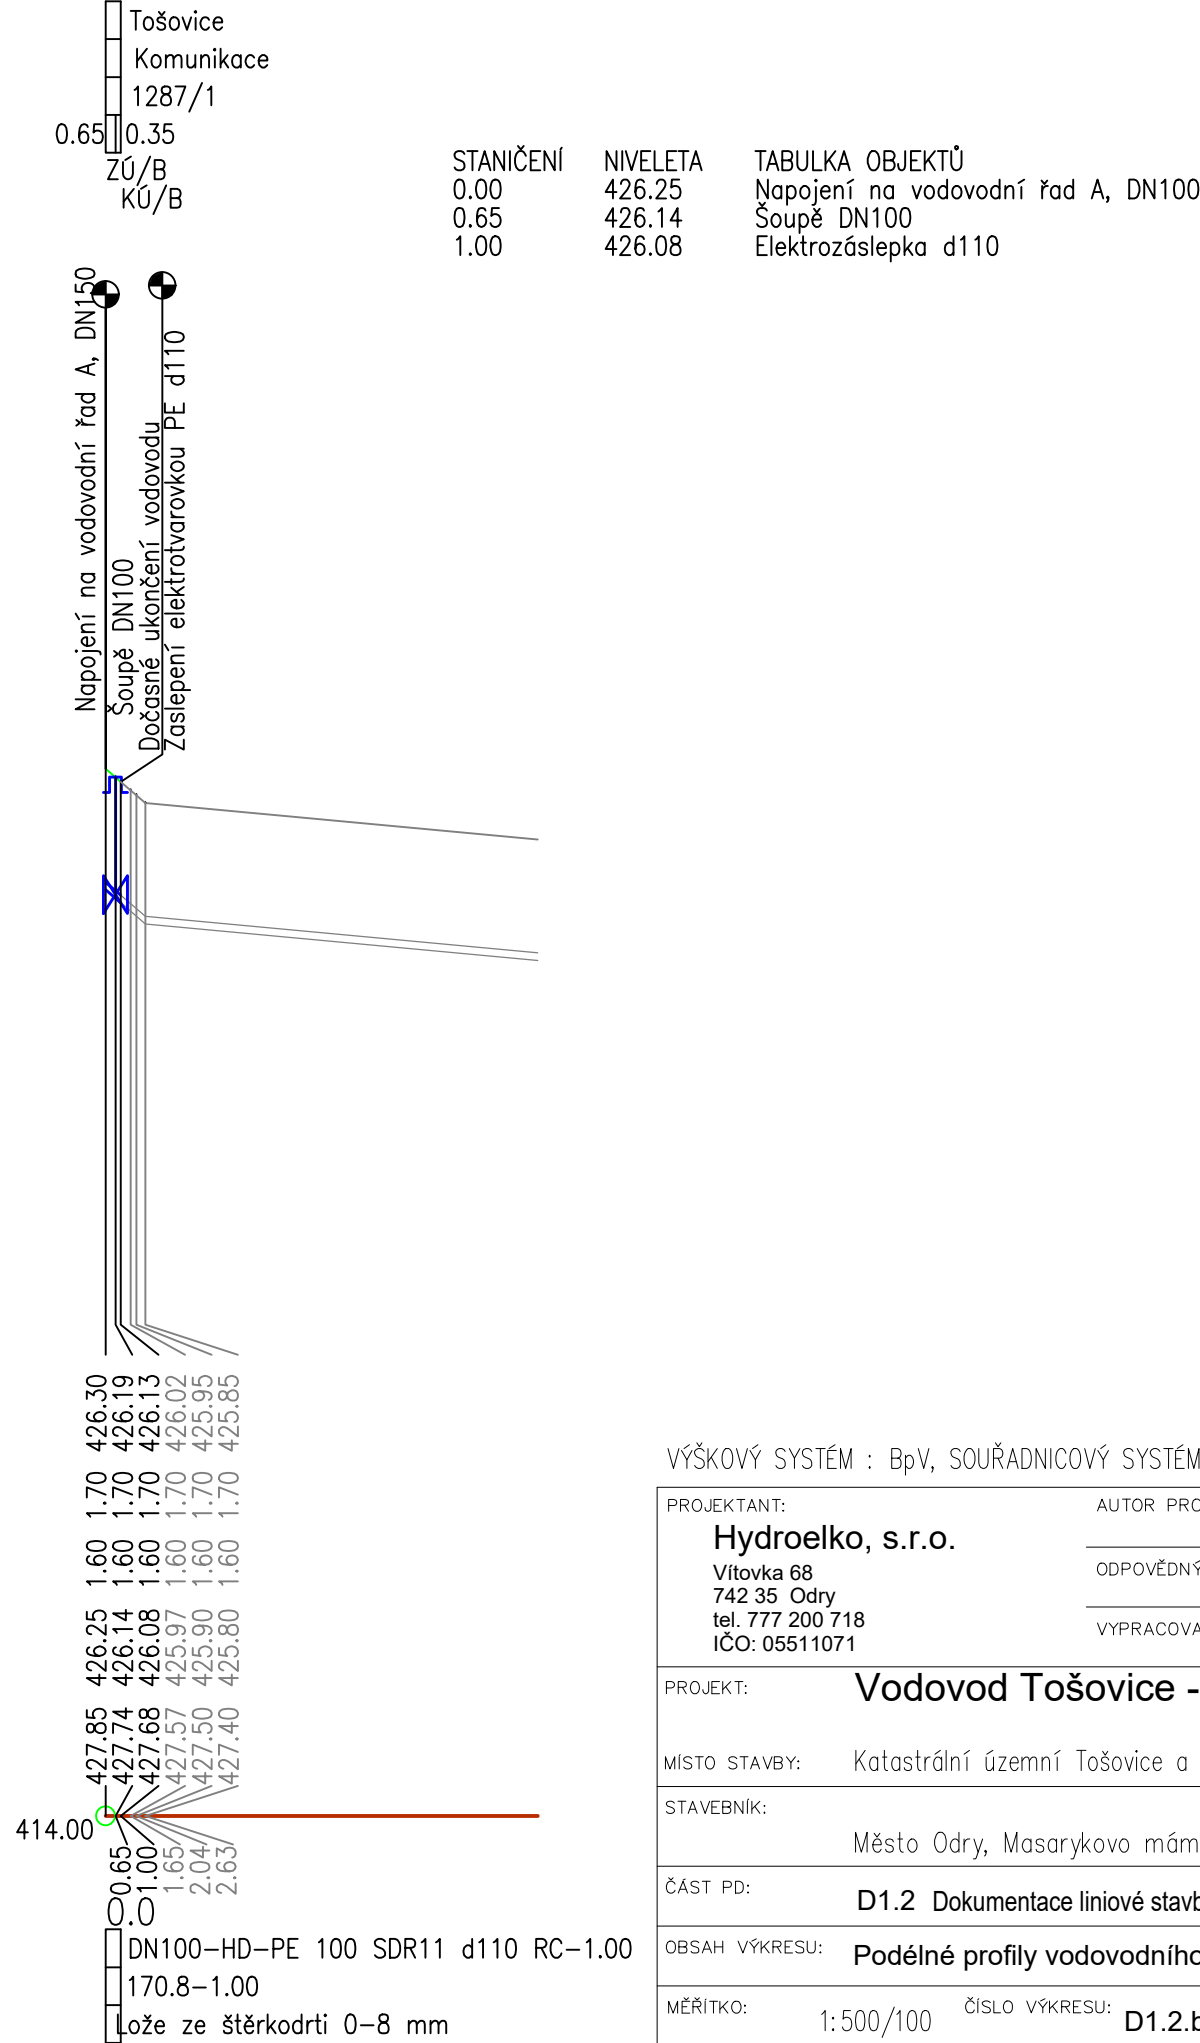 Tošovice
Komunikace
1287/1
0.65 0.35
ZÚ/B
KÚ/B
STANIČENÍ NIVELETA TABULKA OBJEKTŮ
0.00 426.25 Napojení na vodovodní řad A, DN100
0.65 426.14 Šoupě DN100
1.00 426.08 Elektrozáslepka d110
Napojení na vodovodní řad A, DN150
Šoupě DN100
Dočasné ukončení vodovodu
Zaslepení elektrotvarovkou PE d110
426.30 426.19 426.13 426.02 425.95 425.85
1.70 1.70 1.70 1.70 1.70 1.70
1.60 1.60 1.60 1.60 1.60 1.60
426.25 426.14 426.08 425.97 425.90 425.80
427.85 427.74 427.68 427.57 427.50 427.40
414.00
0.65 1.00 1.65 2.04 2.63
0.0
DN100-HD-PE 100 SDR11 d110 RC-1.00
170.8-1.00
Lože ze štěrkodrti 0-8 mm
VÝŠKOVÝ SYSTÉM : BpV, SOUŘADNICOVÝ SYSTÉM
PROJEKTANT:
Hydroelko, s.r.o.
Vítovka 68
742 35 Odry
tel. 777 200 718
IČO: 05511071
AUTOR PRO
ODPOVĚDNÝ
VYPRACOVA
PROJEKT: Vodovod Tošovice -
MÍSTO STAVBY: Katastrální územní Tošovice a
STAVEBNÍK:
Město Odry, Masarykovo mám
ČÁST PD: D1.2 Dokumentace liniové stavb
OBSAH VÝKRESU: Podélné profily vodovodního
MĚŘÍTKO: 1:500/100 ČÍSLO VÝKRESU: D1.2.b